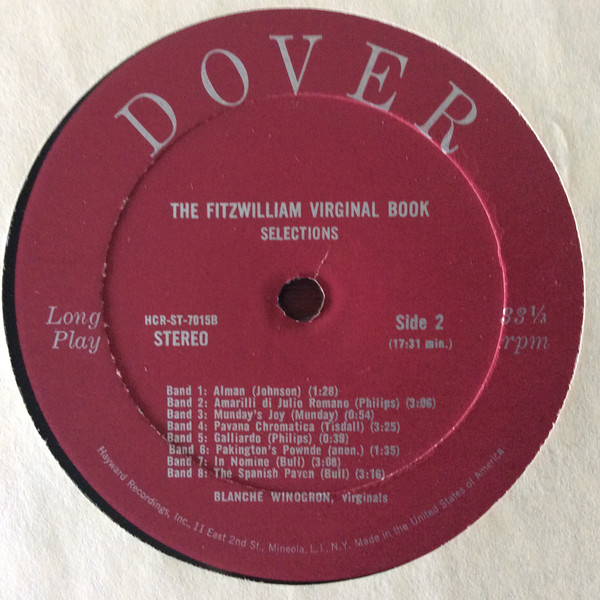 DOVER
THE FITZWILLIAM VIRGINAL BOOK
SELECTIONS
Long Play
HCR-ST-7015B
STEREO
Side 2
(17:31 min.)
33⅓ rpm
Band 1: Alman (Johnson) (1:28)
Band 2: Amarilli di Julio Romano (Philips) (3:06)
Band 3: Munday's Joy (Munday) (0:54)
Band 4: Pavana Chromatica (Tisdall) (3:25)
Band 5: Galliardo (Philips) (0:39)
Band 6: Pakington's Pownde (anon.) (1:35)
Band 7: In Nomine (Bull) (3:08)
Band 8: The Spanish Paven (Bull) (3:16)
BLANCHE WINOGRON, virginals
Hayward Recordings, Inc., 11 East 2nd St., Mineola, L.I., N.Y. Made in the United States of America